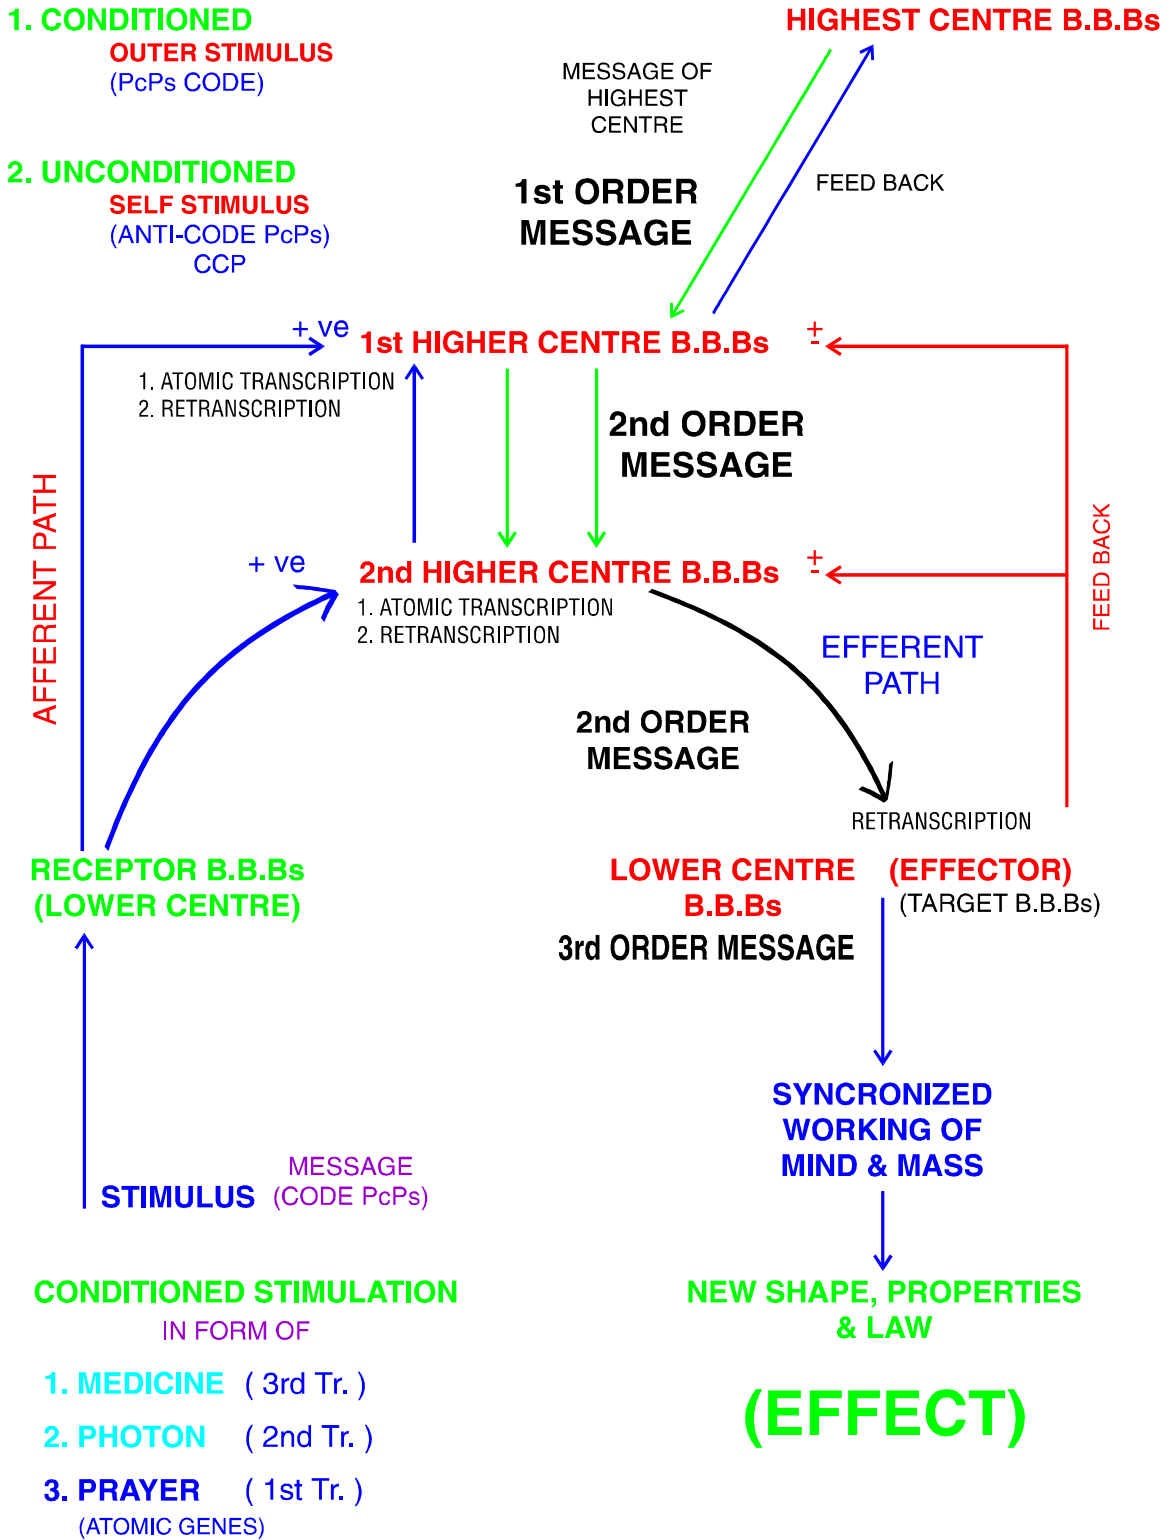 1. CONDITIONED
OUTER STIMULUS
(PcPs CODE)
HIGHEST CENTRE B.B.Bs
MESSAGE OF
HIGHEST
CENTRE
2. UNCONDITIONED
SELF STIMULUS
(ANTI-CODE PcPs)
CCP
1st ORDER
MESSAGE
FEED BACK
+ ve
1st HIGHER CENTRE B.B.Bs
+
-
1. ATOMIC TRANSCRIPTION
2. RETRANSCRIPTION
2nd ORDER
MESSAGE
AFFERENT PATH
FEED BACK
+ ve
2nd HIGHER CENTRE B.B.Bs
+
-
1. ATOMIC TRANSCRIPTION
2. RETRANSCRIPTION
EFFERENT
PATH
2nd ORDER
MESSAGE
RETRANSCRIPTION
RECEPTOR B.B.Bs
(LOWER CENTRE)
LOWER CENTRE (EFFECTOR)
B.B.Bs (TARGET B.B.Bs)
3rd ORDER MESSAGE
SYNCRONIZED
WORKING OF
MIND & MASS
MESSAGE
STIMULUS (CODE PcPs)
CONDITIONED STIMULATION
IN FORM OF
1. MEDICINE ( 3rd Tr. )
2. PHOTON ( 2nd Tr. )
3. PRAYER ( 1st Tr. )
(ATOMIC GENES)
NEW SHAPE, PROPERTIES
& LAW
(EFFECT)